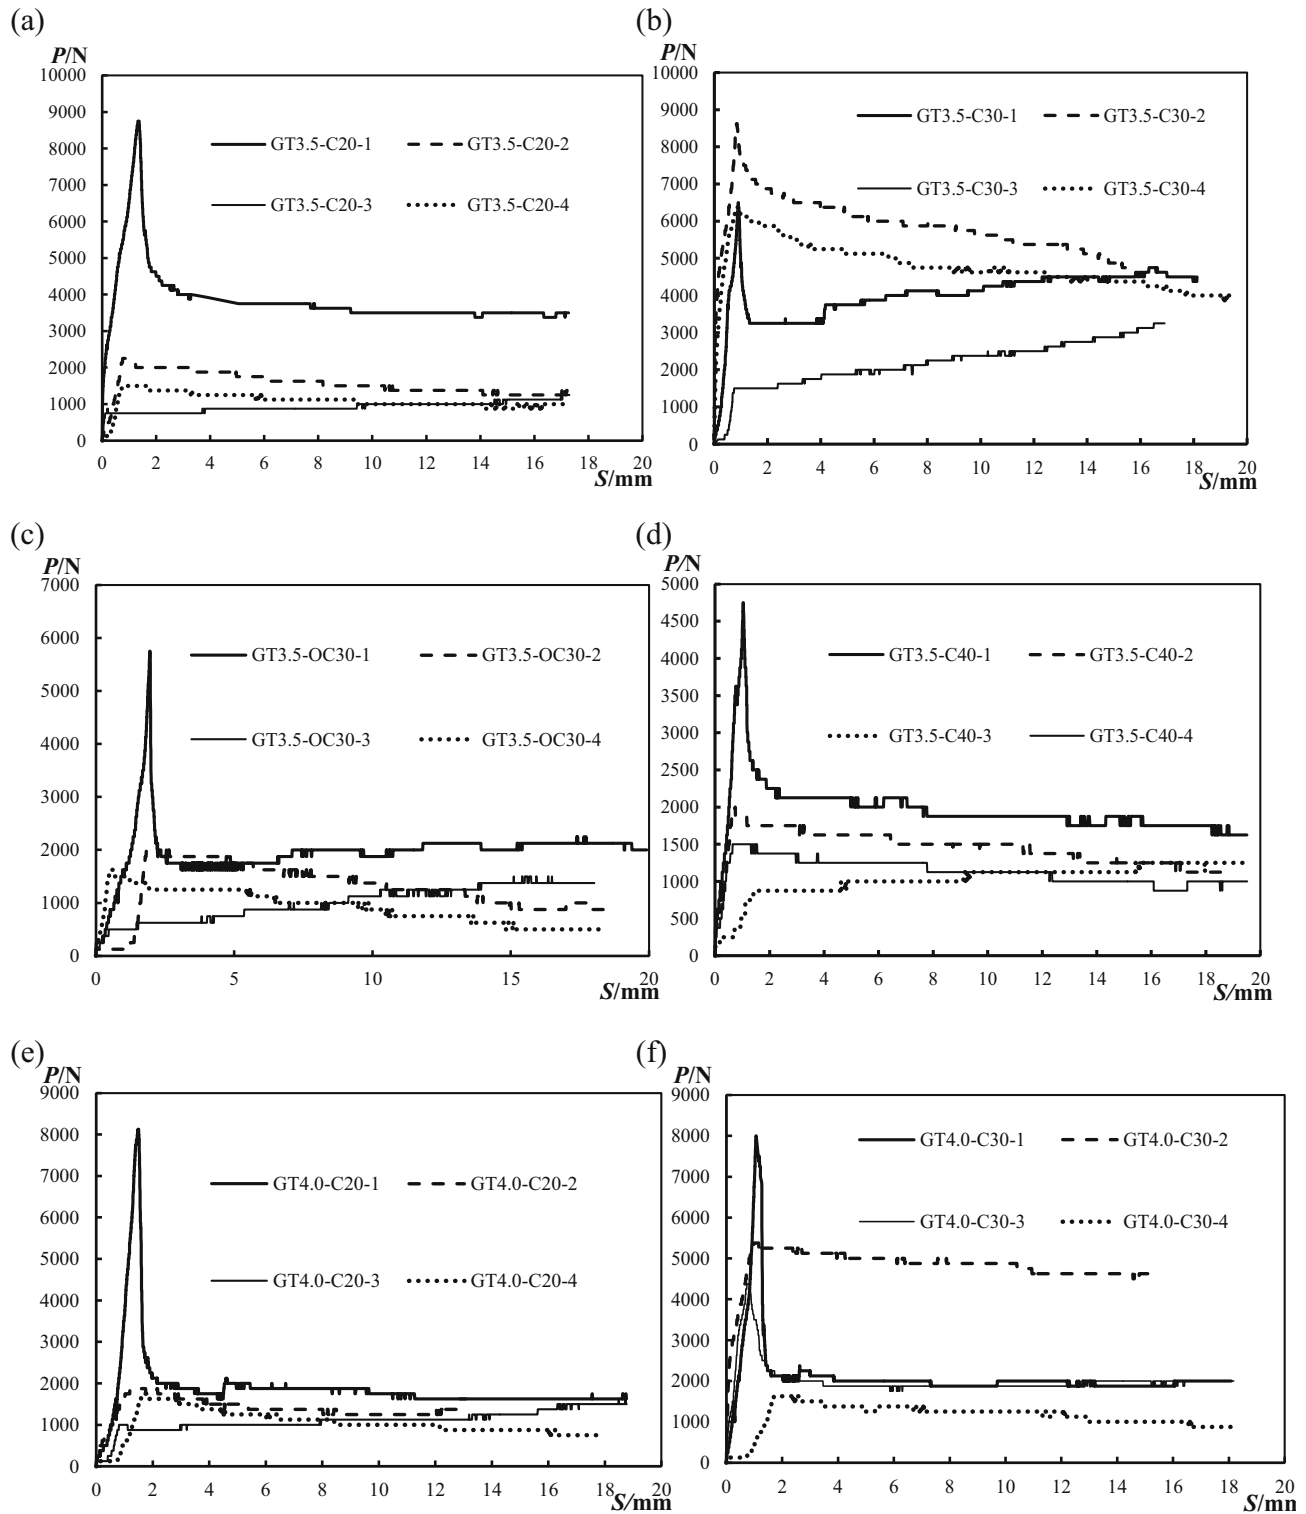 (a)
P/N
10000
9000
8000
7000
6000
5000
4000
3000
2000
1000
0
GT3.5-C20-1 GT3.5-C20-2
GT3.5-C20-3 GT3.5-C20-4
0 2 4 6 8 10 12 14 16 18 20
S/mm
(b)
P/N
10000
9000
8000
7000
6000
5000
4000
3000
2000
1000
0
GT3.5-C30-1 GT3.5-C30-2
GT3.5-C30-3 GT3.5-C30-4
0 2 4 6 8 10 12 14 16 18 20
S/mm
(c)
P/N
7000
6000
5000
4000
3000
2000
1000
0
GT3.5-OC30-1 GT3.5-OC30-2
GT3.5-OC30-3 GT3.5-OC30-4
0 5 10 15 20
S/mm
(d)
P/N
5000
4500
4000
3500
3000
2500
2000
1500
1000
500
0
GT3.5-C40-1 GT3.5-C40-2
GT3.5-C40-3 GT3.5-C40-4
0 2 4 6 8 10 12 14 16 18 20
S/mm
(e)
P/N
9000
8000
7000
6000
5000
4000
3000
2000
1000
0
GT4.0-C20-1 GT4.0-C20-2
GT4.0-C20-3 GT4.0-C20-4
0 2 4 6 8 10 12 14 16 18 20
S/mm
(f)
P/N
9000
8000
7000
6000
5000
4000
3000
2000
1000
0
GT4.0-C30-1 GT4.0-C30-2
GT4.0-C30-3 GT4.0-C30-4
0 2 4 6 8 10 12 14 16 18 20
S/mm